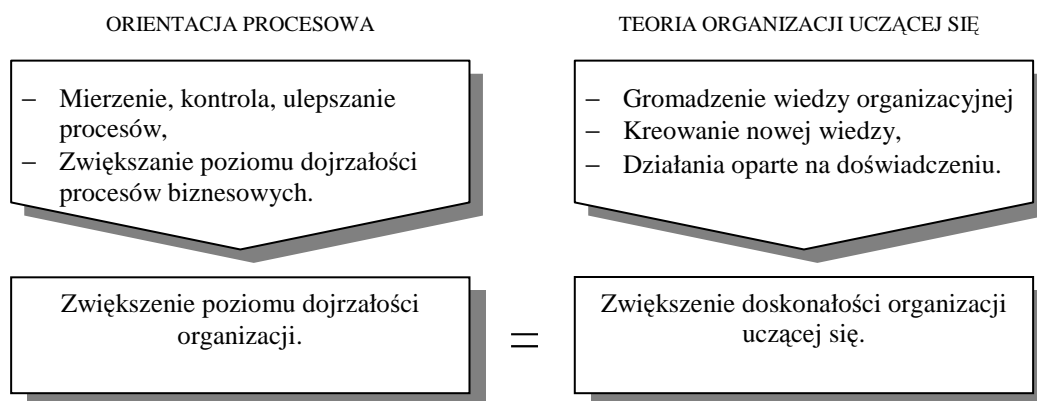 ORIENTACJA PROCESOWA
– Mierzenie, kontrola, ulepszanie
procesów,
– Zwiększanie poziomu dojrzałości
procesów biznesowych.
Zwiększenie poziomu dojrzałości
organizacji.
=
TEORIA ORGANIZACJI UCZĄCEJ SIĘ
– Gromadzenie wiedzy organizacyjnej
– Kreowanie nowej wiedzy,
– Działania oparte na doświadczeniu.
Zwiększenie doskonałości organizacji
uczącej się.